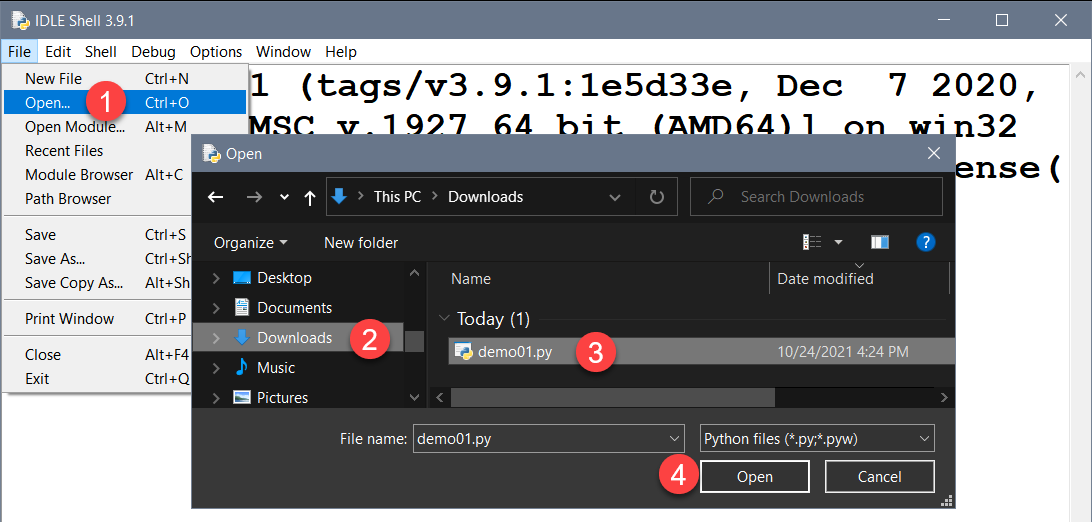 IDLE Shell 3.9.1
File Edit Shell Debug Options Window Help
New File Ctrl+N
Open... 1 Ctrl+O
Open Module... Alt+M
Recent Files
Module Browser Alt+C
Path Browser
Save Ctrl+S
Save As... Ctrl+Sh
Save Copy As... Alt+Sh
Print Window Ctrl+P
Close Alt+F4
Exit Ctrl+Q
1 (tags/v3.9.1:1e5d33e, Dec 7 2020,
MSC v.1927 64 bit (AMD64)] on win32
ense(
Open
This PC Downloads
Search Downloads
Organize New folder
?
Desktop
Documents
Downloads 2
Music
Pictures
Name Date modified
Today (1)
demo01.py 3 10/24/2021 4:24 PM
File name: demo01.py Python files (*.py;*.pyw)
4 Open Cancel